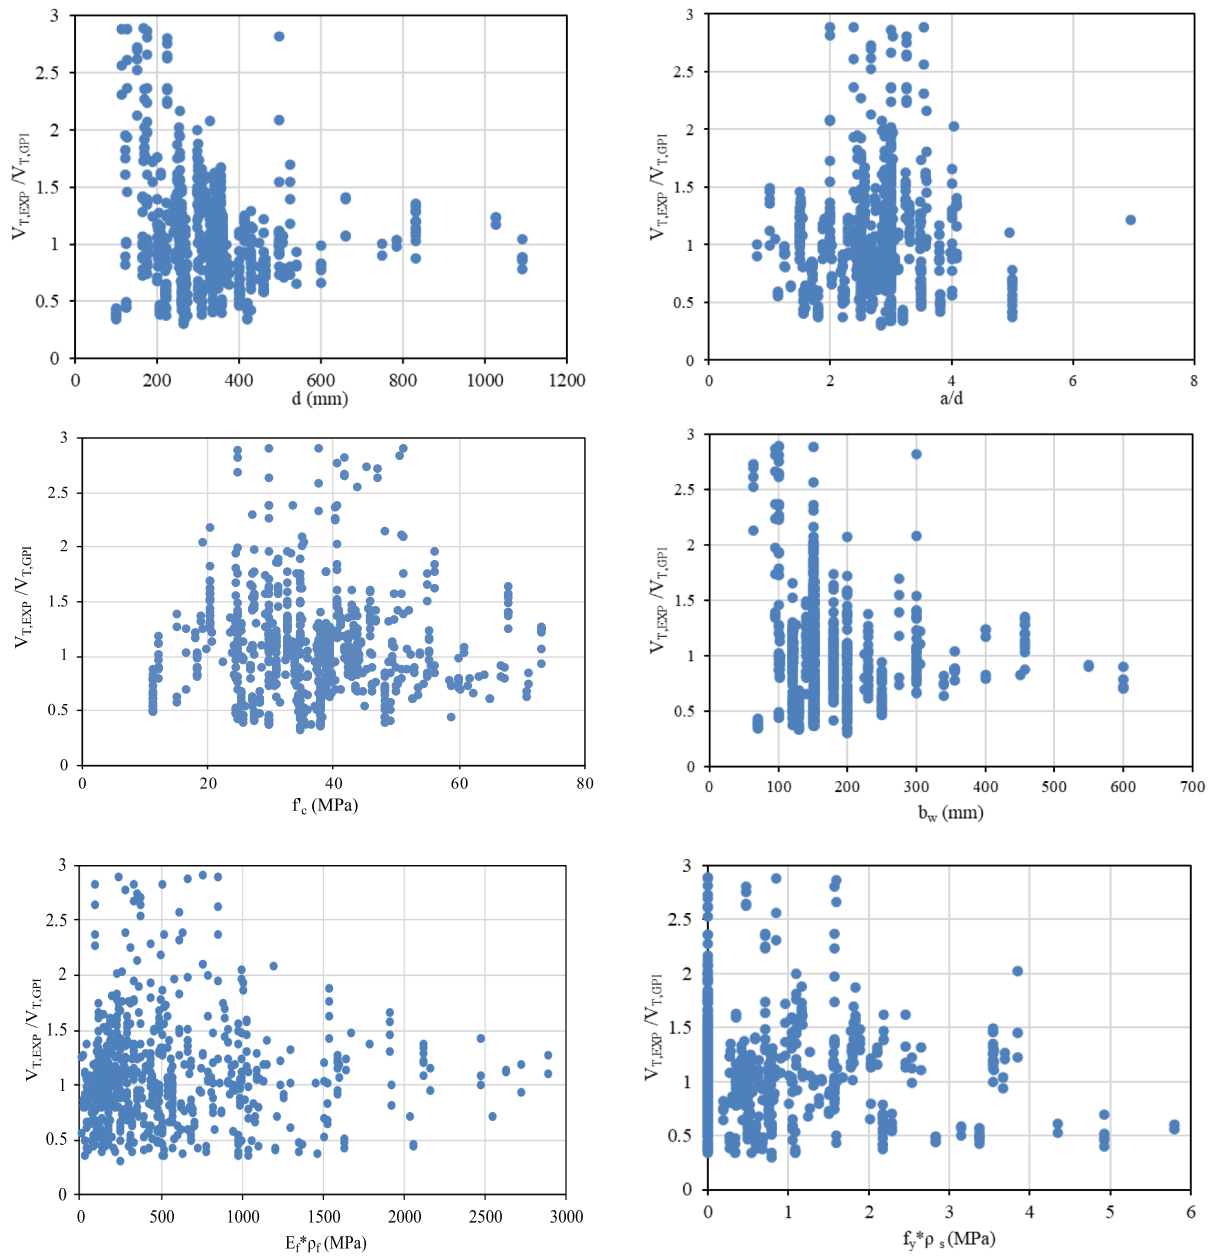 3
2.5
2
1.5
1
0.5
0
V_T,EXP /V_T,GPI
0 200 400 600 800 1000 1200
d (mm)
3
2.5
2
1.5
1
0.5
0
V_T,EXP /V_T,GPI
0 2 4 6 8
a/d
3
2.5
2
1.5
1
0.5
0
V_T,EXP /V_T,GPI
0 20 40 60 80
f'_c (MPa)
3
2.5
2
1.5
1
0.5
0
V_T,EXP /V_T,GPI
0 100 200 300 400 500 600 700
b_w (mm)
3
2.5
2
1.5
1
0.5
0
V_T,EXP /V_T,GPI
0 500 1000 1500 2000 2500 3000
E_f*ρ_f (MPa)
3
2.5
2
1.5
1
0.5
0
V_T,EXP /V_T,GPI
0 1 2 3 4 5 6
f_y*ρ_s (MPa)